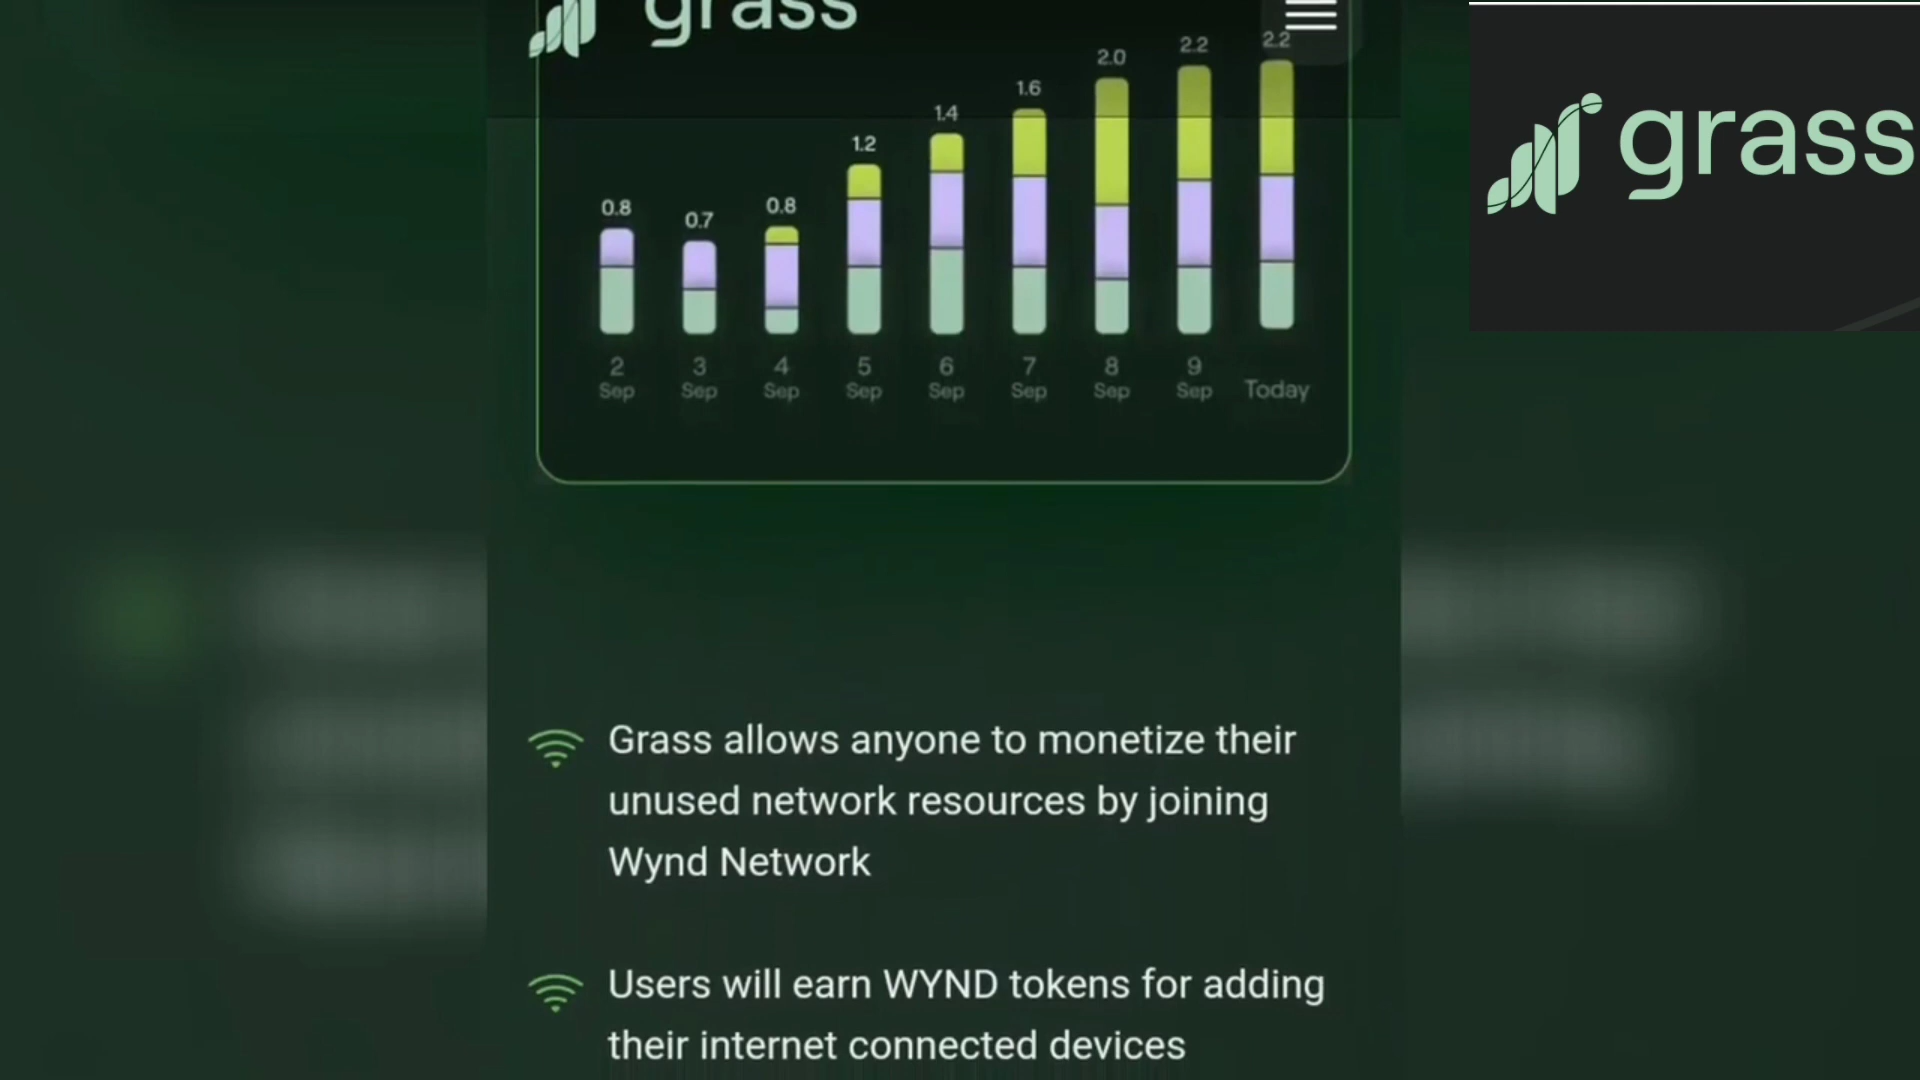 grass
grass
0.8
0.7
0.8
1.2
1.4
1.6
2.0
2.2
2.2
2 Sep
3 Sep
4 Sep
5 Sep
6 Sep
7 Sep
8 Sep
9 Sep
Today
Grass allows anyone to monetize their
unused network resources by joining
Wynd Network
Users will earn WYND tokens for adding
their internet connected devices